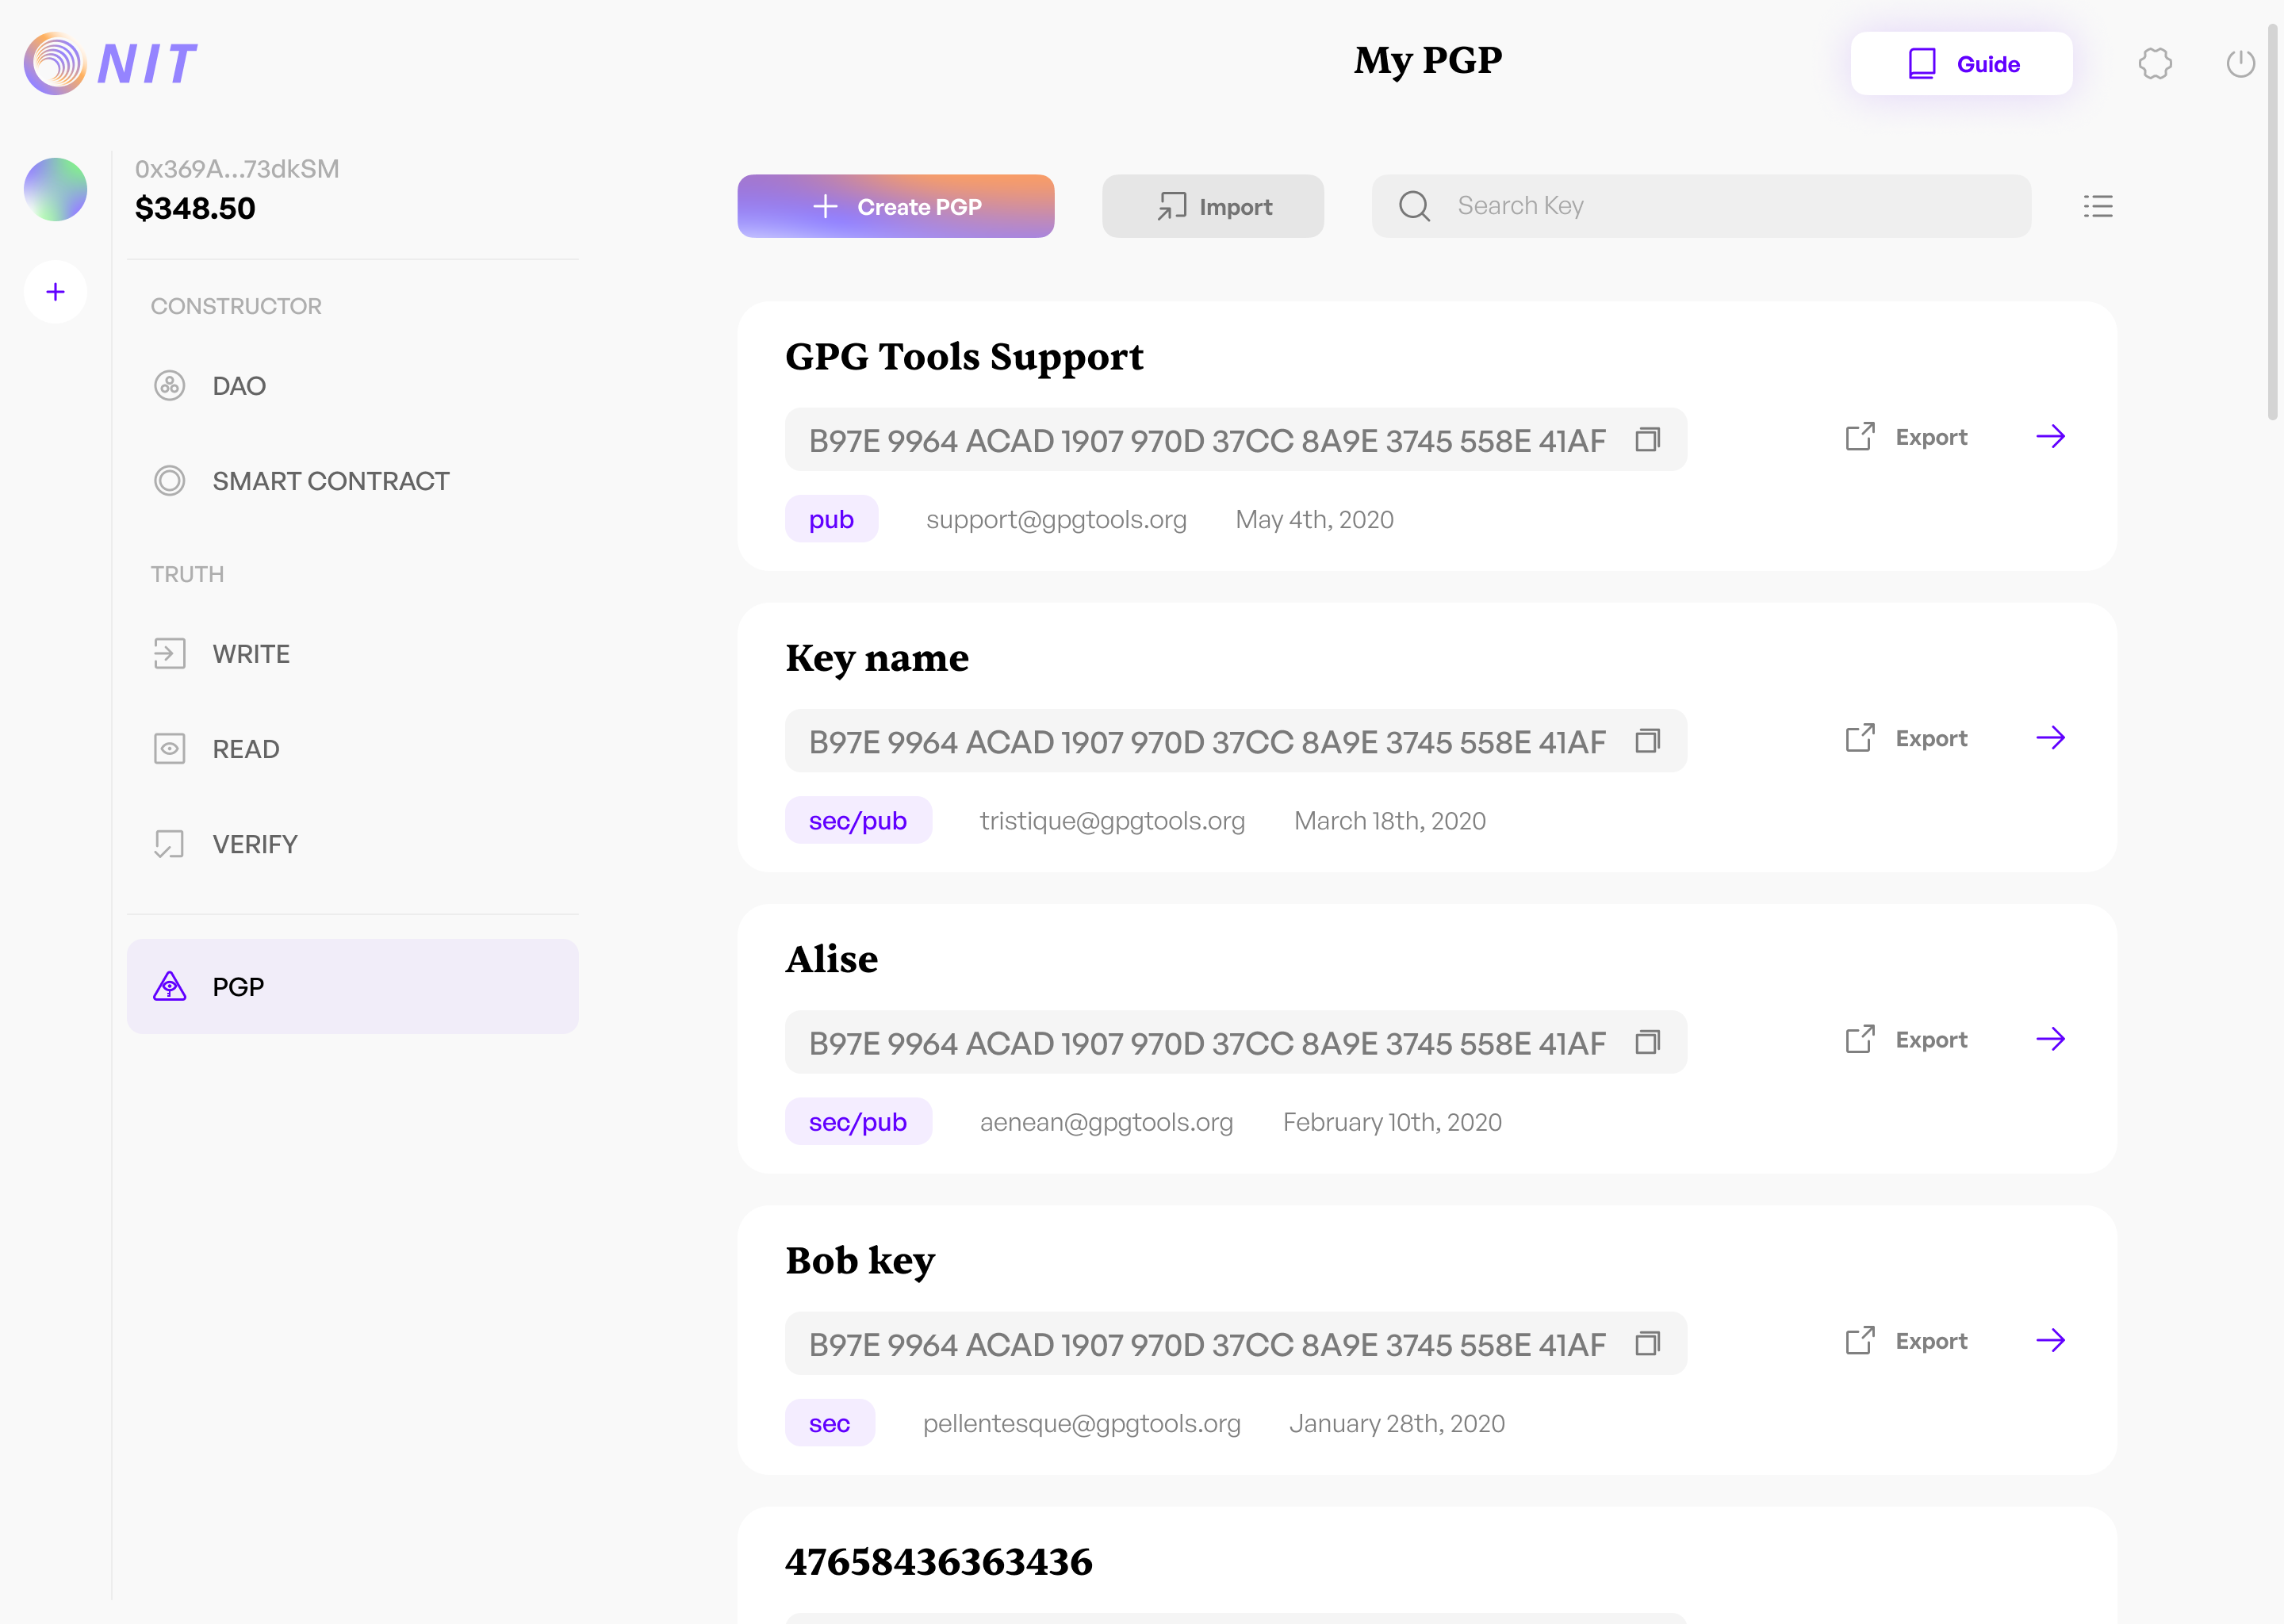 NIT
My PGP
Guide
0x369A...73dkSM
$348.50
Create PGP
Import
Search Key
CONSTRUCTOR
DAO
SMART CONTRACT
TRUTH
WRITE
READ
VERIFY
PGP
GPG Tools Support
B97E 9964 ACAD 1907 970D 37CC 8A9E 3745 558E 41AF
Export
pub support@gpgtools.org May 4th, 2020
Key name
B97E 9964 ACAD 1907 970D 37CC 8A9E 3745 558E 41AF
Export
sec/pub tristique@gpgtools.org March 18th, 2020
Alise
B97E 9964 ACAD 1907 970D 37CC 8A9E 3745 558E 41AF
Export
sec/pub aenean@gpgtools.org February 10th, 2020
Bob key
B97E 9964 ACAD 1907 970D 37CC 8A9E 3745 558E 41AF
Export
sec pellentesque@gpgtools.org January 28th, 2020
47658436363436